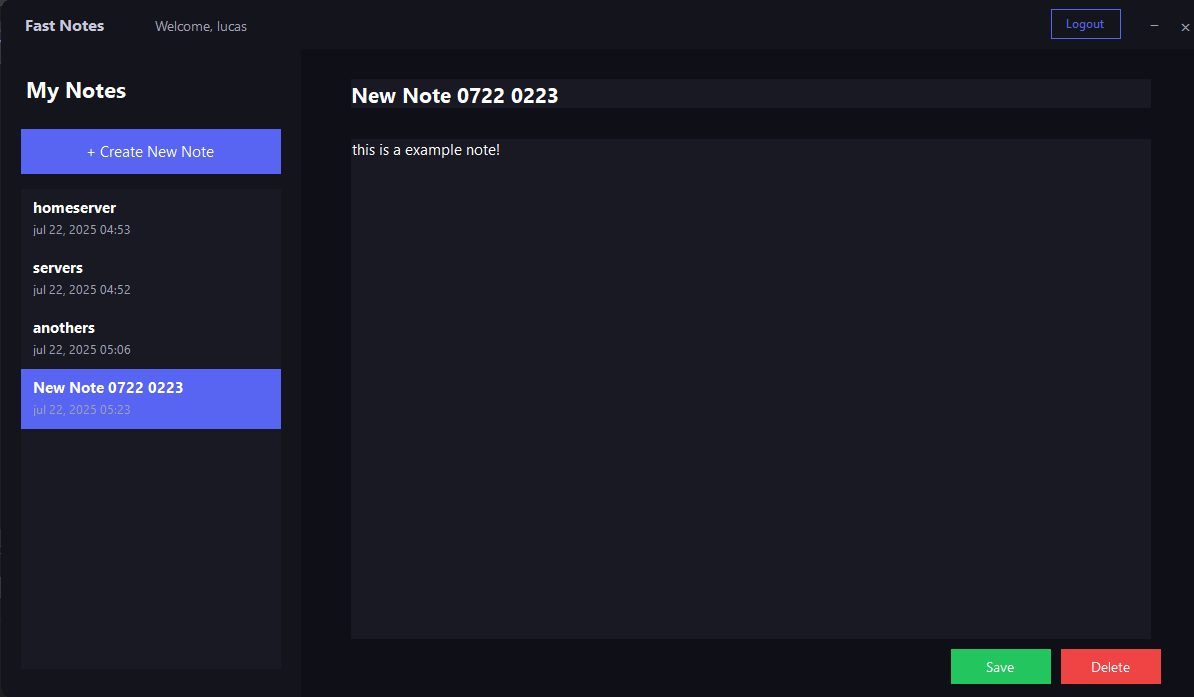 Fast Notes
Welcome, lucas
Logout
My Notes
+ Create New Note
homeserver
jul 22, 2025 04:53
servers
jul 22, 2025 04:52
anothers
jul 22, 2025 05:06
New Note 0722 0223
jul 22, 2025 05:23
New Note 0722 0223
this is a example note!
Save
Delete